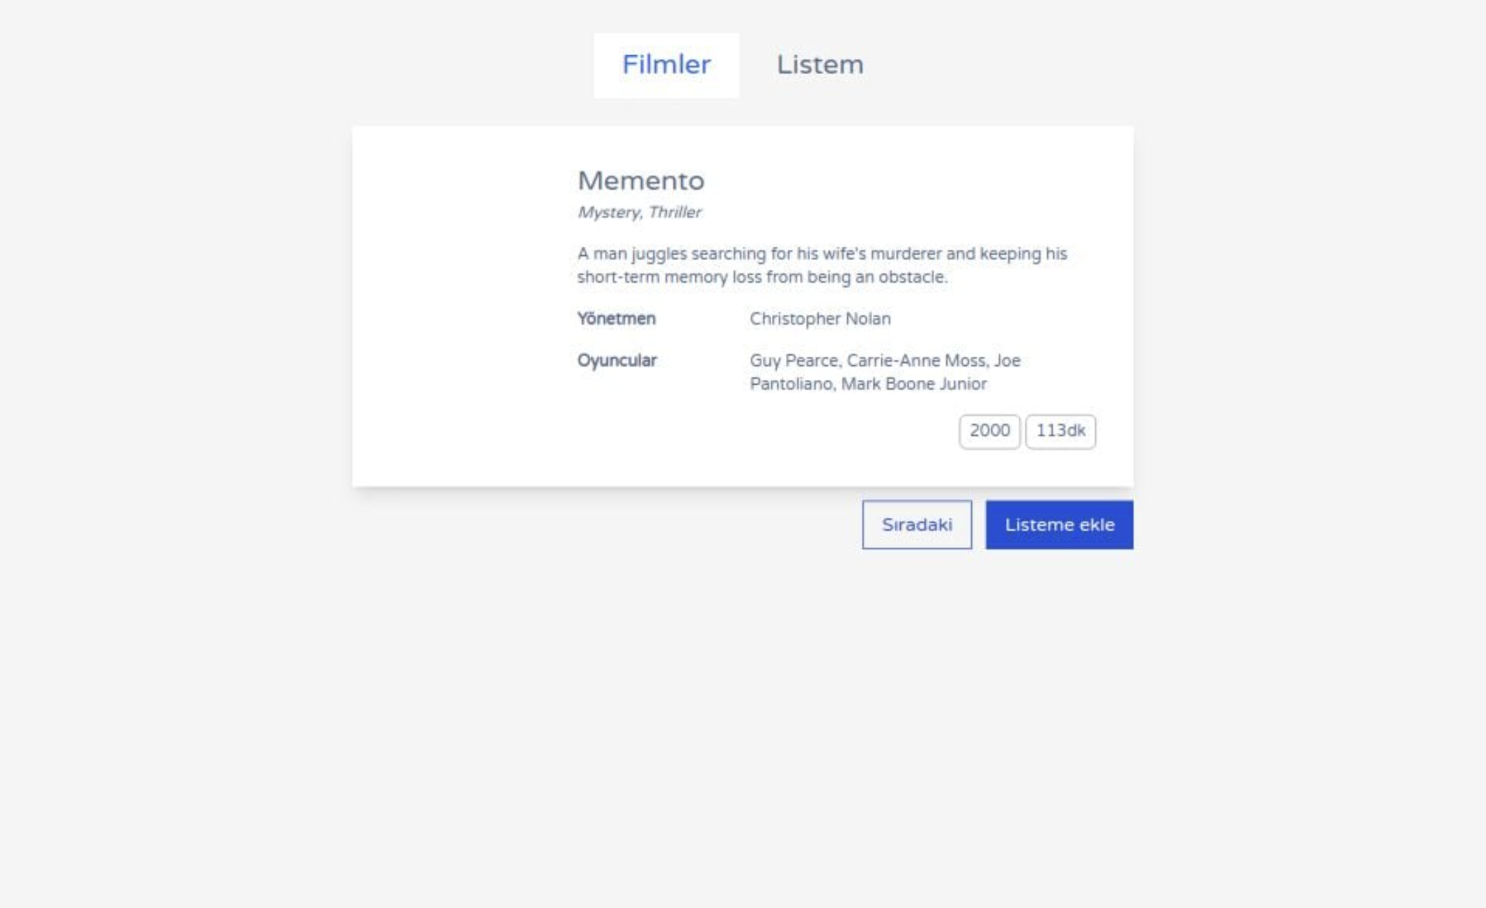 Filmler Listem
Memento
Mystery, Thriller
A man juggles searching for his wife's murderer and keeping his
short-term memory loss from being an obstacle.
Yönetmen Christopher Nolan
Oyuncular Guy Pearce, Carrie-Anne Moss, Joe
Pantoliano, Mark Boone Junior
2000 113dk
Sıradaki Listeme ekle